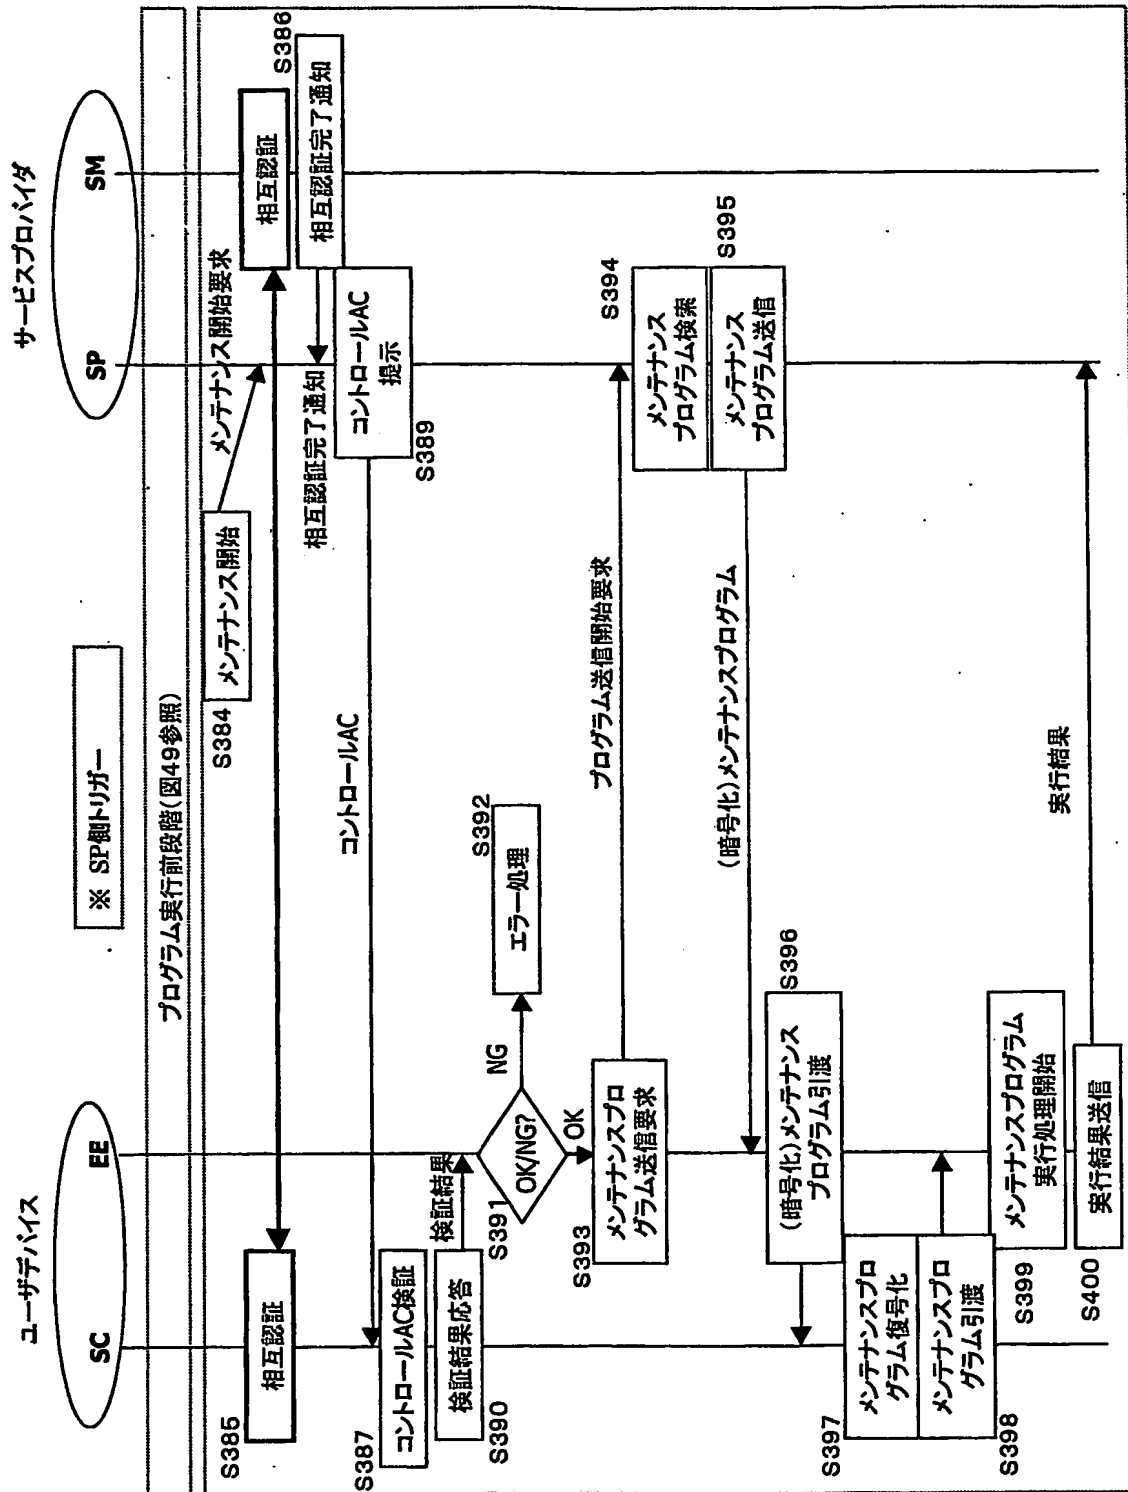 ※ SP側トリガー
ユーザデバイス
SC
EE
サービスプロバイダ
SP
SM
プログラム実行前段階(図49参照)
S384
メンテナンス開始
メンテナンス開始要求
S385
相互認証
相互認証
S386
相互認証完了通知
相互認証完了通知
コントロールAC
提示
S389
コントロールAC
S387
コントロールAC検証
S390
検証結果応答
検証結果
S391
OK/NG?
NG
S392
エラー処理
OK
S393
メンテナンスプロ
グラム送信要求
プログラム送信開始要求
S394
メンテナンス
プログラム検索
S395
メンテナンス
プログラム送信
(暗号化)メンテナンスプログラム
S396
(暗号化)メンテナンス
プログラム引渡
S397
メンテナンスプロ
グラム復号化
メンテナンスプロ
グラム引渡
S398
メンテナンスプログラム
実行処理開始
S399
実行結果送信
S400
実行結果